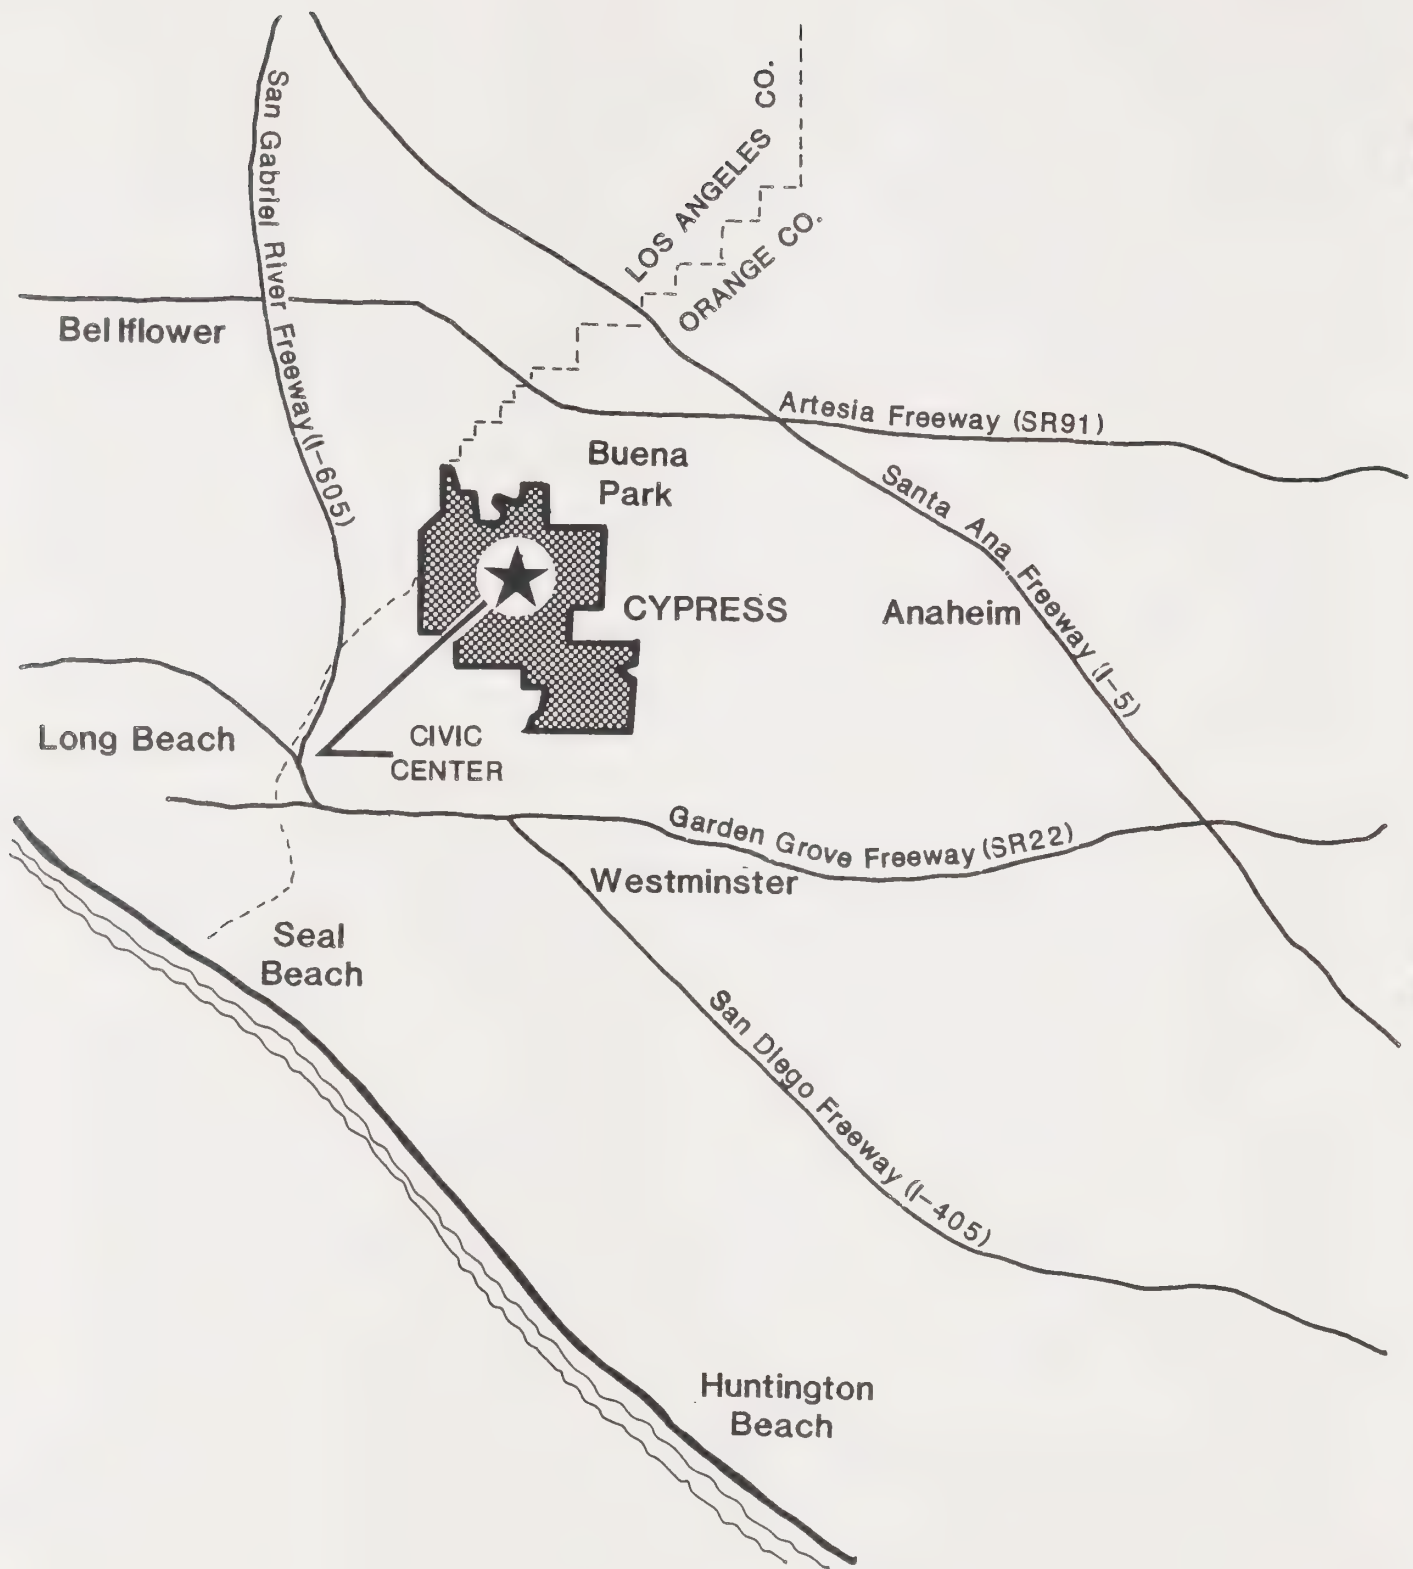 San Gabriel River Freeway (I-605)
LOS ANGELES CO.
ORANGE CO.
Bellflower
Artesia Freeway (SR91)
Buena
Park
Santa Ana Freeway (I-5)
CYPRESS
Anaheim
Long Beach
CIVIC
CENTER
Garden Grove Freeway (SR22)
Westminster
Seal
Beach
San Diego Freeway (I-405)
Huntington
Beach